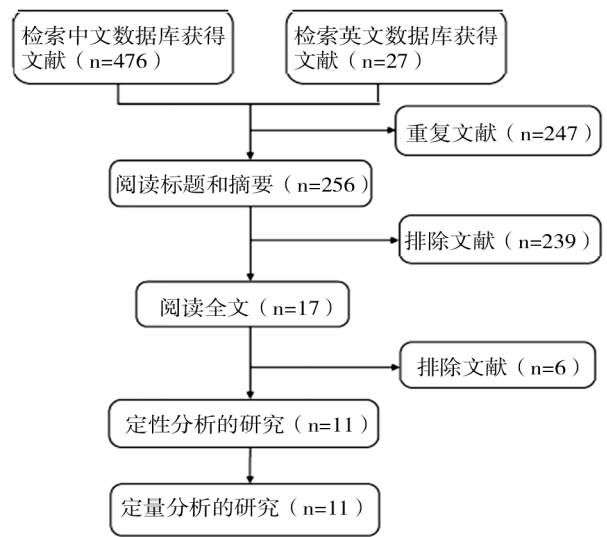 检索中文数据库获得
文献（n=476）
检索英文数据库获得
文献（n=27）
重复文献（n=247）
阅读标题和摘要（n=256）
排除文献（n=239）
阅读全文（n=17）
排除文献（n=6）
定性分析的研究（n=11）
定量分析的研究（n=11）